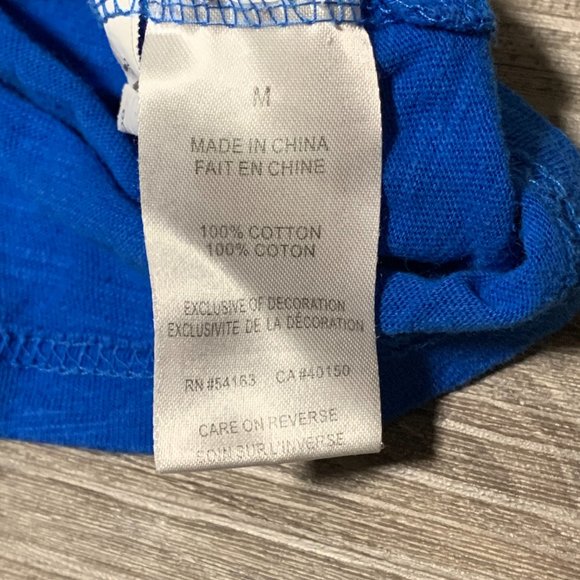 M
MADE IN CHINA
FAIT EN CHINE
100% COTTON
100% COTON
EXCLUSIVE OF DECORATION
EXCLUSIVITE DE LA DÉCORATION
RN #54163 CA #40150
CARE ON REVERSE
SOIN SUR L'INVERSE